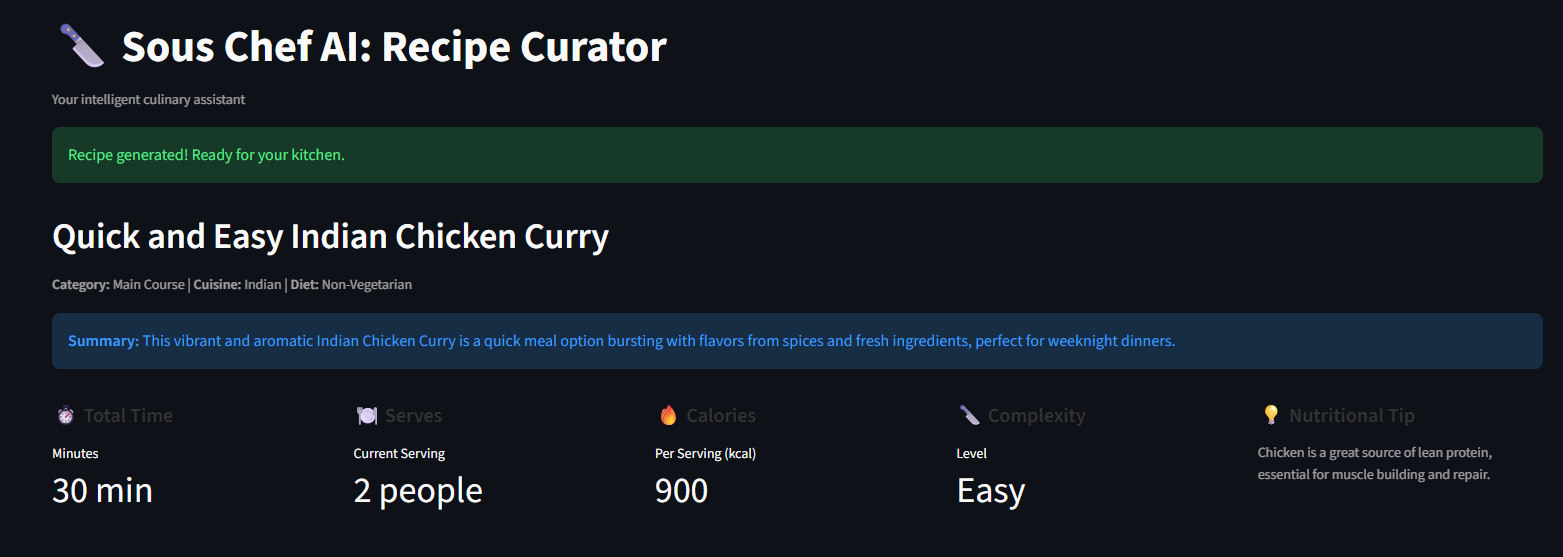 Sous Chef AI: Recipe Curator
Your intelligent culinary assistant
Recipe generated! Ready for your kitchen.
Quick and Easy Indian Chicken Curry
Category: Main Course | Cuisine: Indian | Diet: Non-Vegetarian
Summary: This vibrant and aromatic Indian Chicken Curry is a quick meal option bursting with flavors from spices and fresh ingredients, perfect for weeknight dinners.
Total Time
Minutes
30 min
Serves
Current Serving
2 people
Calories
Per Serving (kcal)
900
Complexity
Level
Easy
Nutritional Tip
Chicken is a great source of lean protein,
essential for muscle building and repair.